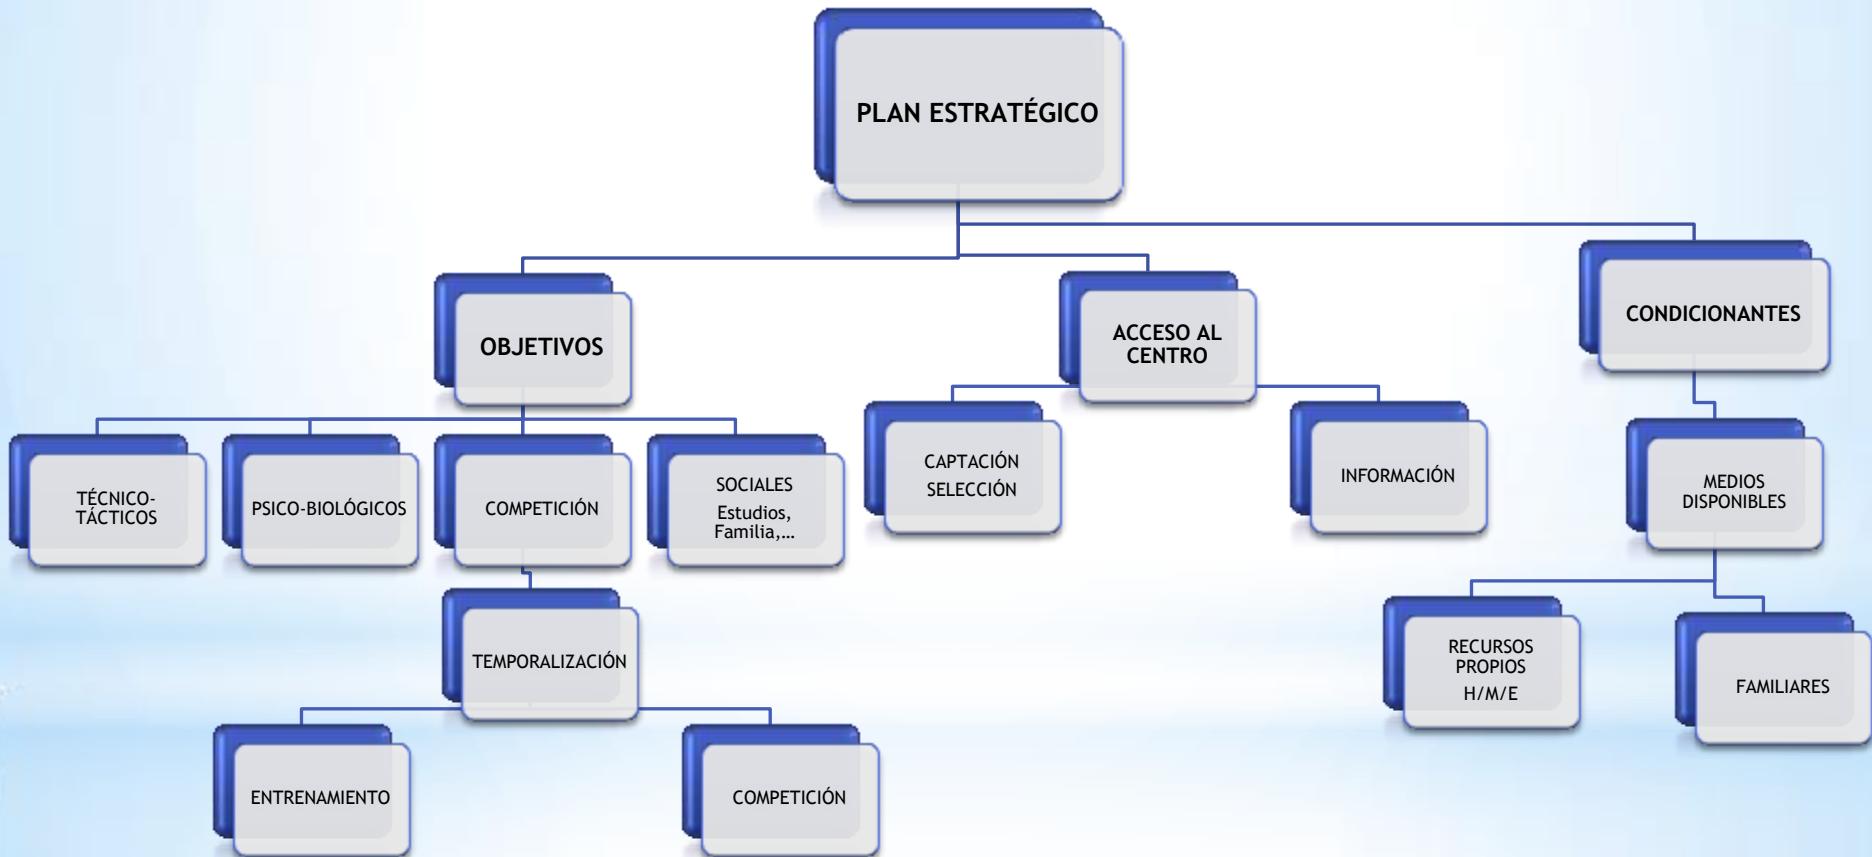 PLAN ESTRATÉGICO
OBJETIVOS
ACCESO AL
CENTRO
CONDICIONANTES
TÉCNICO-
TÁCTICOS
PSICO-BIOLÓGICOS
COMPETICIÓN
SOCIALES
Estudios,
Familia,...
CAPTACIÓN
SELECCIÓN
INFORMACIÓN
MEDIOS
DISPONIBLES
TEMPORALIZACIÓN
RECURSOS
PROPIOS
H/M/E
FAMILIARES
ENTRENAMIENTO
COMPETICIÓN